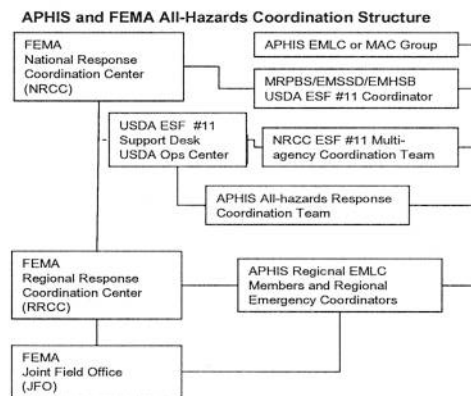 APHIS and FEMA All-Hazards Coordination Structure
FEMA
National Response
Coordination Center
(NRCC)
APHIS EMLC or MAC Group
MRPBS/EMSSD/EMHSB
USDA ESF #11 Coordinator
USDA ESF #11
Support Desk
USDA Ops Center
NRCC ESF #11 Multi-
agency Coordination Team
APHIS All-hazards Response
Coordination Team
FEMA
Regional Response
Coordination Center
(RRCC)
APHIS Regional EMLC
Members and Regional
Emergency Coordinators
FEMA
Joint Field Office
(JFO)